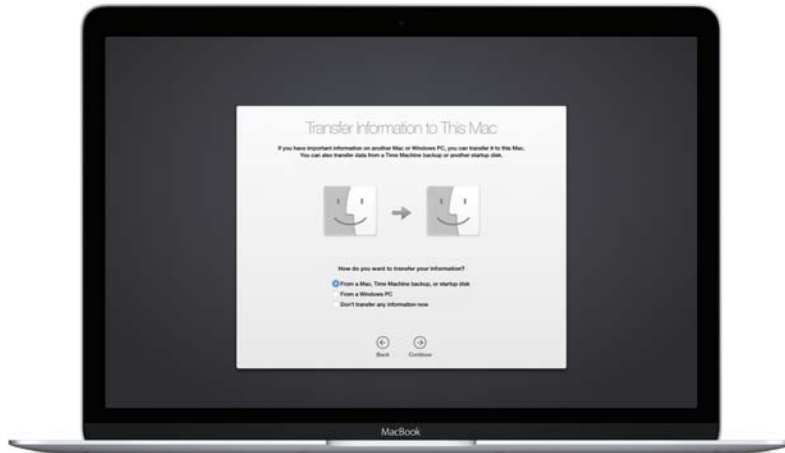 Transfer Information to This Mac
If you have important information on another Mac or Windows PC, you can transfer it to this Mac.
You can also transfer data from a Time Machine backup or another startup disk.
How do you want to transfer your information?
From a Mac, Time Machine backup, or startup disk
From a Windows PC
Don't transfer any information now
Back Continue
MacBook